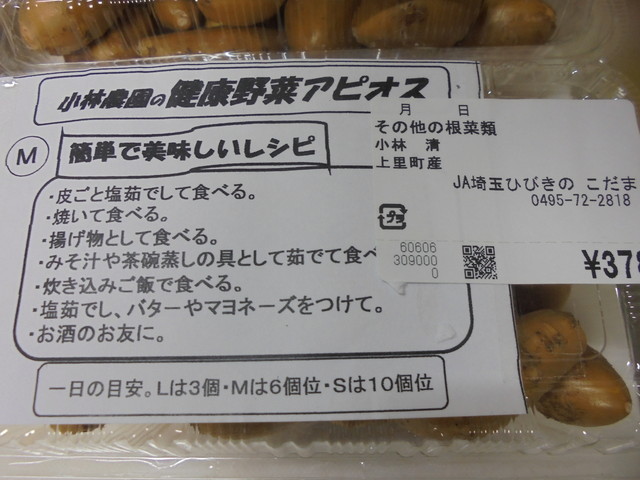 小林農園の健康野菜アピオス
M
簡単で美味しいレシピ
・皮ごと塩茹でして食べる。
・焼いて食べる。
・揚げ物として食べる。
・みそ汁や茶碗蒸しの具として茹でて食べ
・炊き込みご飯で食べる。
・塩茹でし、バターやマヨネーズをつけて。
・お酒のお友に。
一日の目安。Lは3個・Mは6個位・Sは10個位
月 日
その他の根菜類
小林 清
上里町産
JA埼玉ひびきの こだま
0495-72-2818
プラ
60606
309000
0
¥378